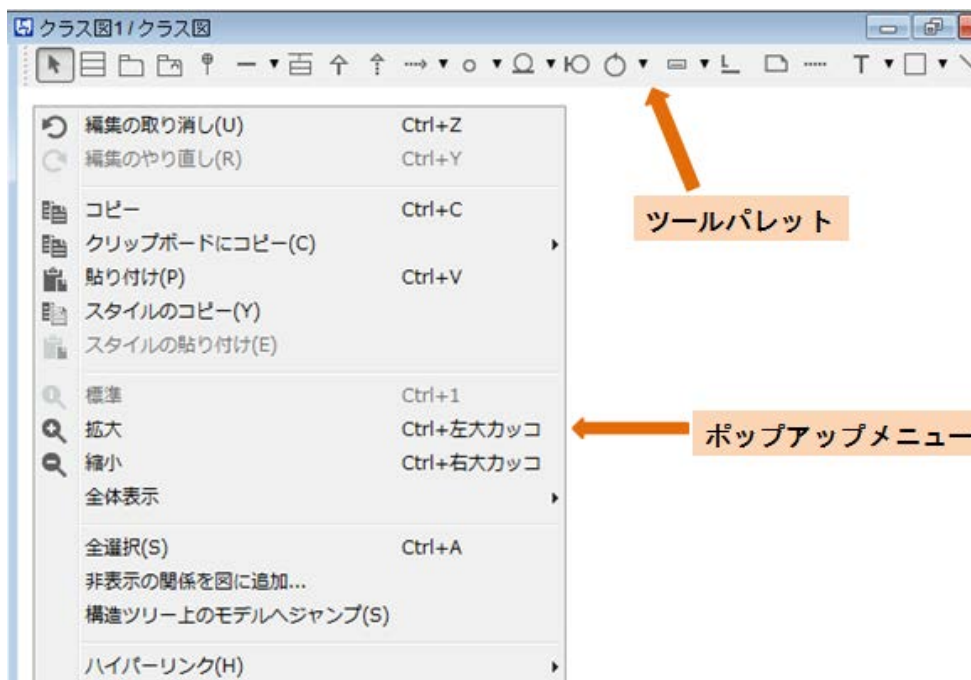 クラス図1/クラス図
T
編集の取り消し(U) Ctrl+Z
編集のやり直し(R) Ctrl+Y
ツールパレット
コピー Ctrl+C
クリップボードにコピー(C)
貼り付け(P) Ctrl+V
スタイルのコピー(Y)
スタイルの貼り付け(E)
標準 Ctrl+1
拡大 Ctrl+左大カッコ
ポップアップメニュー
縮小 Ctrl+右大カッコ
全体表示
全選択(S) Ctrl+A
非表示の関係を図に追加...
構造ツリー上のモデルへジャンプ(S)
ハイパーリンク(H)